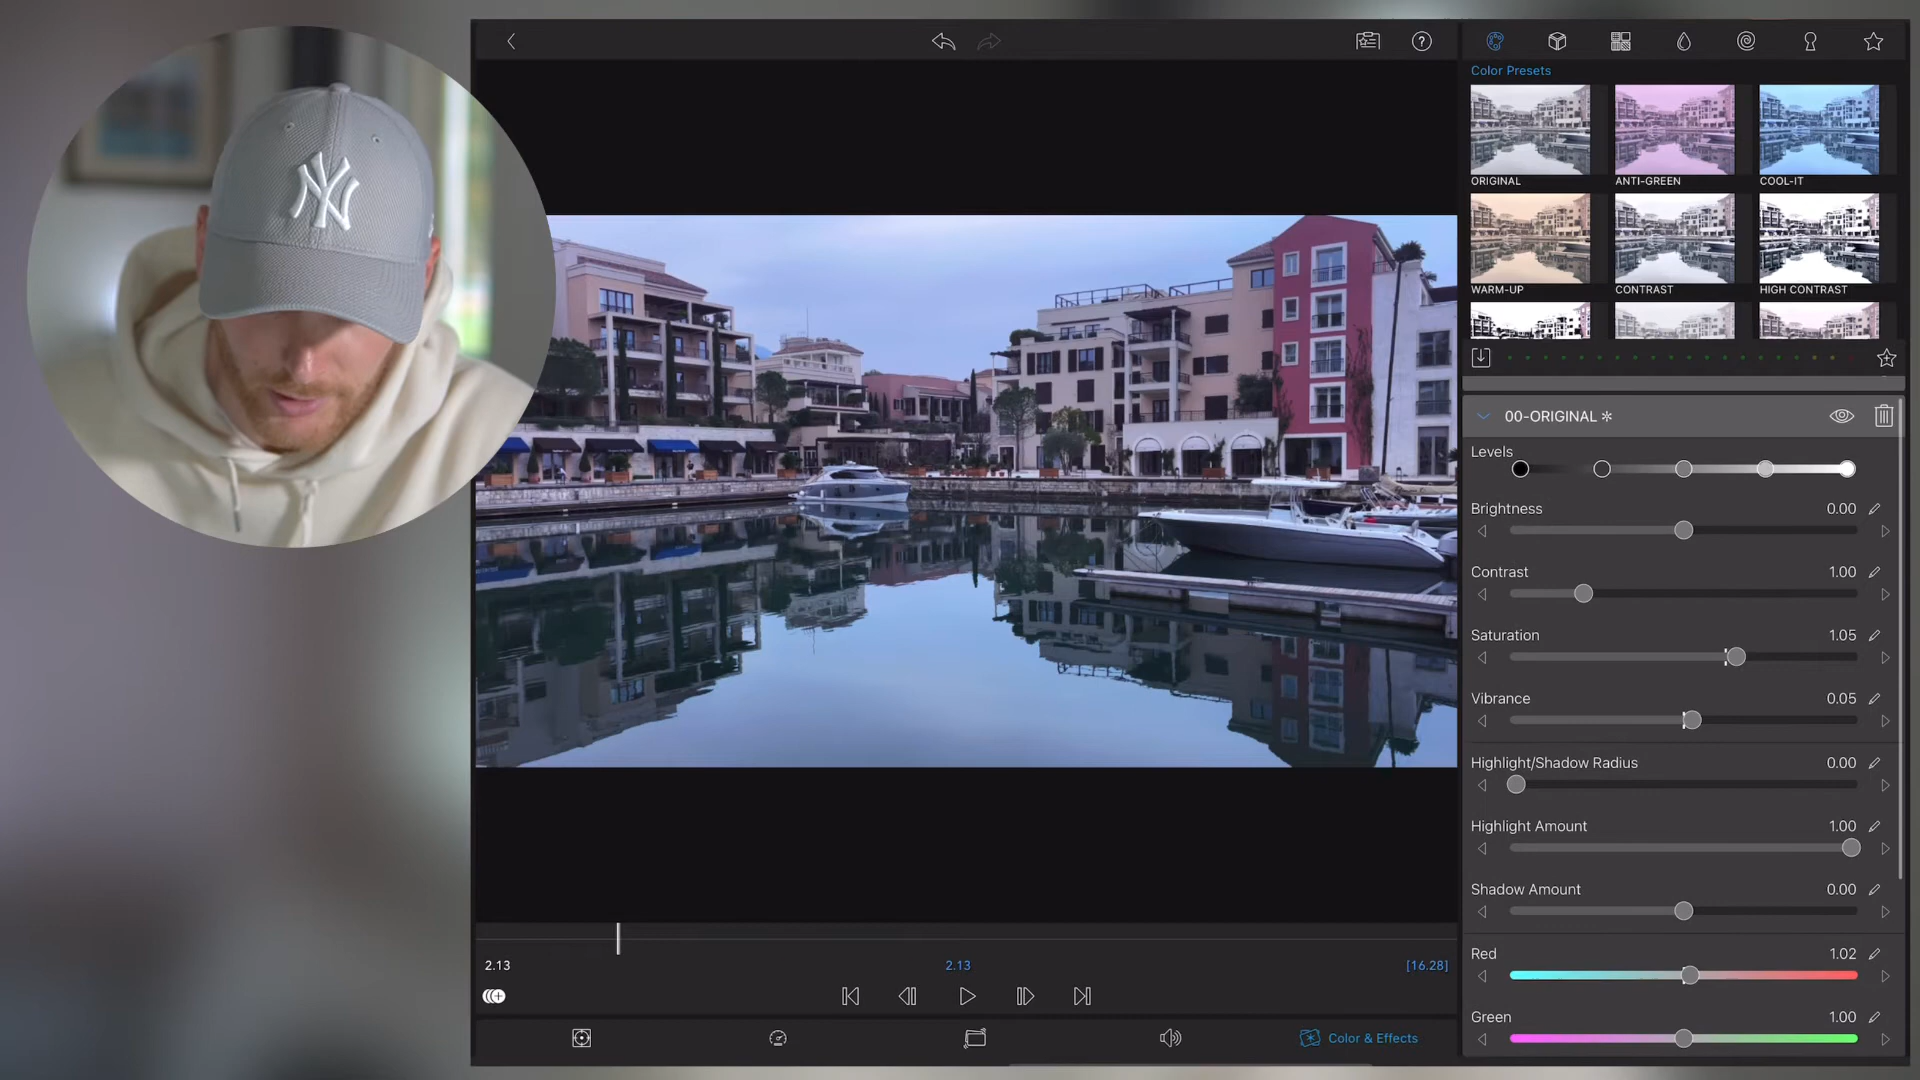 NY
Color Presets
ORIGINAL
ANTI-GREEN
COOL-IT
WARM-UP
CONTRAST
HIGH CONTRAST
00-ORIGINAL
Levels
Brightness 0.00
Contrast 1.00
Saturation 1.05
Vibrance 0.05
Highlight/Shadow Radius 0.00
Highlight Amount 1.00
Shadow Amount 0.00
Red 1.02
Green 1.00
2.13
2.13
[16.28]
Color & Effects